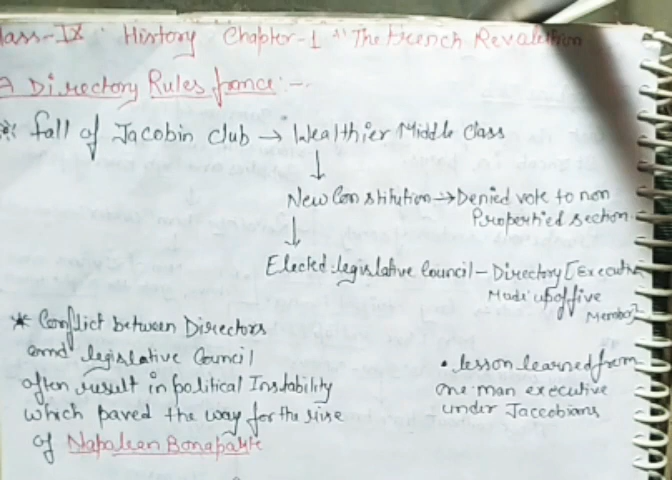 lass-IX History Chapter-1 "The French Revolution
A Directory Rules france:-
* fall of Jacobin club → Wealthier Middle Class
↓
New Constitution → Denied vote to non
Propertied section
↓
Elected legislative Council - Directory [Executive
Made up of five
Member]
* Conflict between Directors
and legislative Council
often result in political Instability
which paved the way for the rise
of Napolean Bonaparte
• lesson learned from
one man executive
under Jaccobians